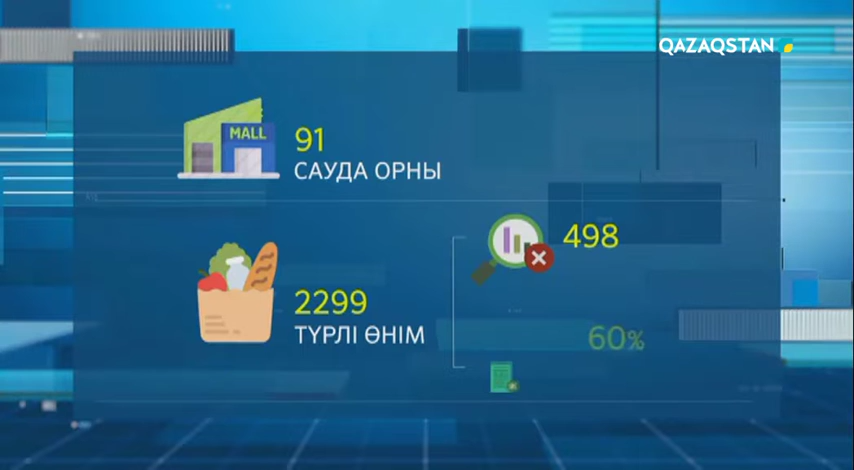 QAZAQSTAN
MALL
91
САУДА ОРНЫ
498
2299
ТҮРЛІ ӨНІМ
60%